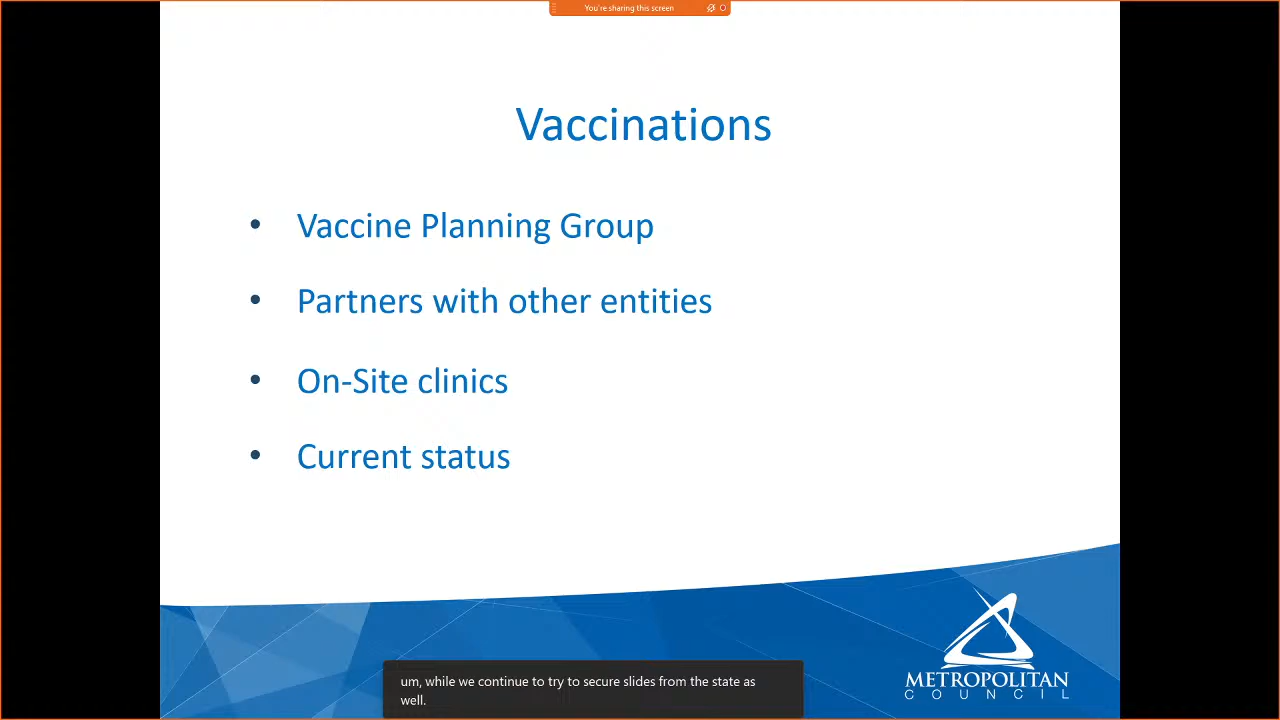 You're sharing this screen
Vaccinations
• Vaccine Planning Group
• Partners with other entities
• On-Site clinics
• Current status
METROPOLITAN
COUNCIL
um, while we continue to try to secure slides from the state as
well.